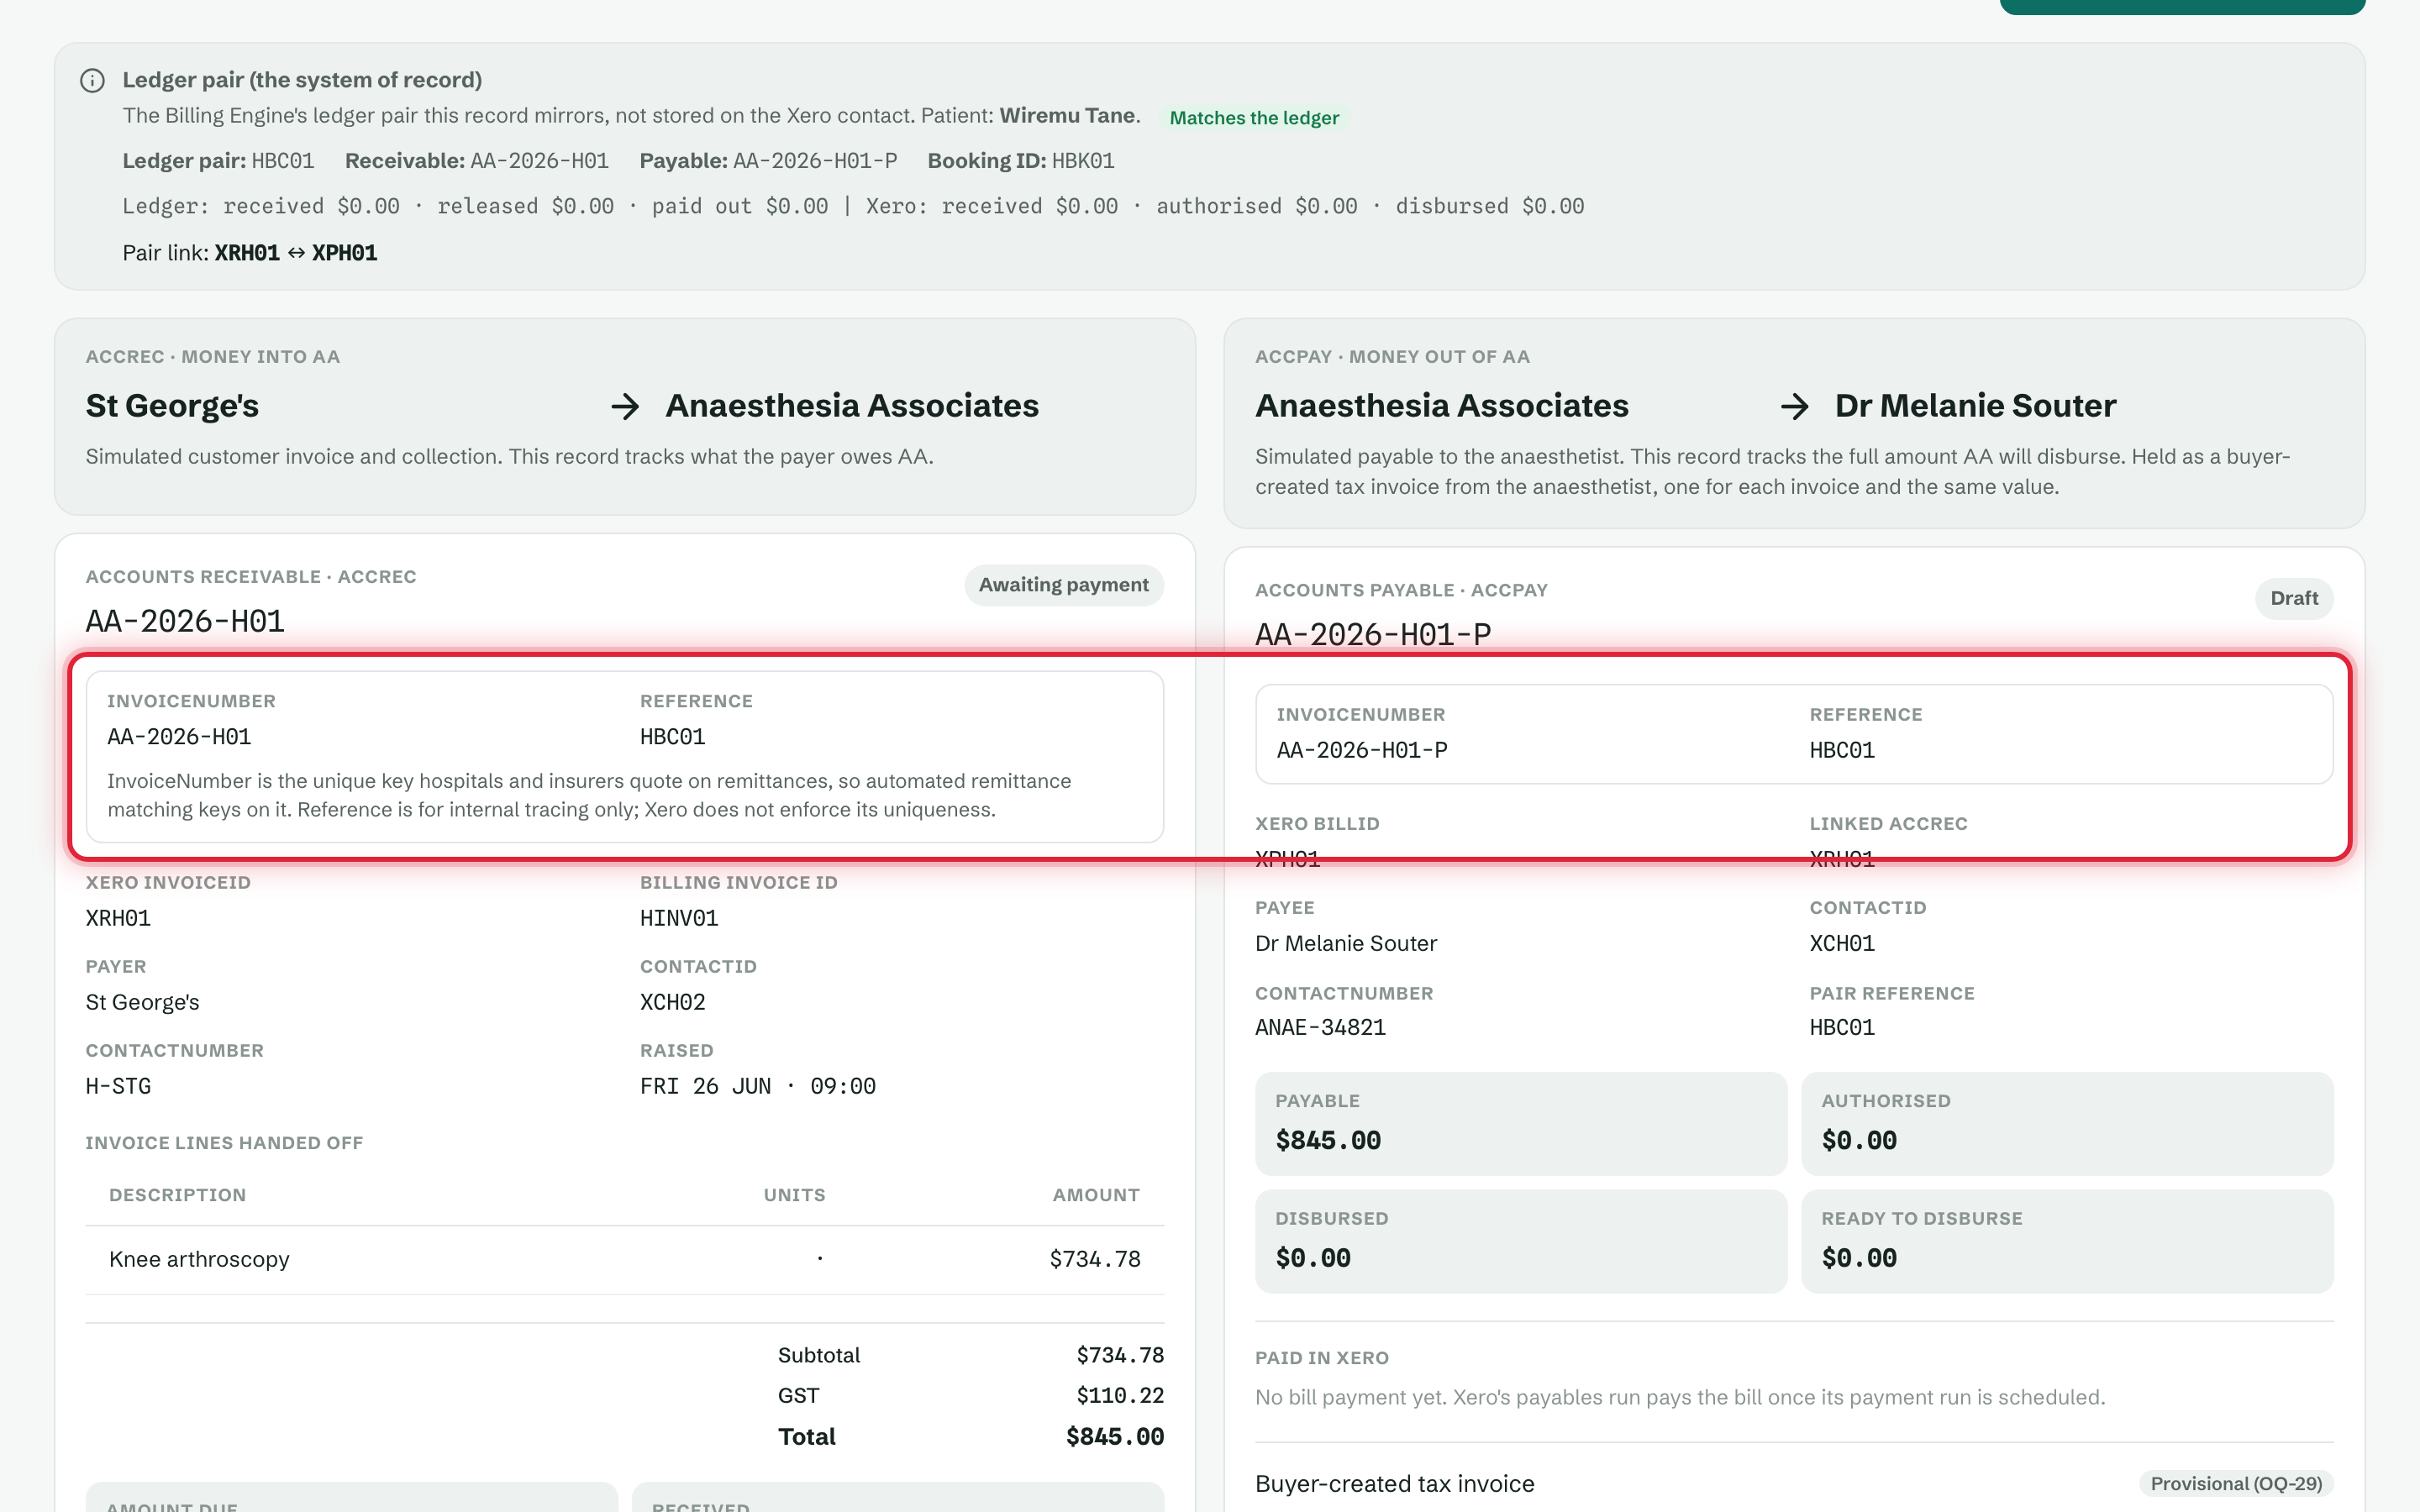 Ledger pair (the system of record)
The Billing Engine's ledger pair this record mirrors, not stored on the Xero contact. Patient: Wiremu Tane. Matches the ledger
Ledger pair: HBC01 Receivable: AA-2026-H01 Payable: AA-2026-H01-P Booking ID: HBK01
Ledger: received $0.00 · released $0.00 · paid out $0.00 | Xero: received $0.00 · authorised $0.00 · disbursed $0.00
Pair link: XRH01 ↔ XPH01
ACCREC · MONEY INTO AA
St George's → Anaesthesia Associates
Simulated customer invoice and collection. This record tracks what the payer owes AA.
ACCOUNTS RECEIVABLE · ACCREC
Awaiting payment
AA-2026-H01
INVOICENUMBER REFERENCE
AA-2026-H01 HBC01
InvoiceNumber is the unique key hospitals and insurers quote on remittances, so automated remittance
matching keys on it. Reference is for internal tracing only; Xero does not enforce its uniqueness.
XERO INVOICEID BILLING INVOICE ID
XRH01 HINV01
PAYER CONTACTID
St George's XCH02
CONTACTNUMBER RAISED
H-STG FRI 26 JUN · 09:00
INVOICE LINES HANDED OFF
DESCRIPTION UNITS AMOUNT
Knee arthroscopy · $734.78
Subtotal $734.78
GST $110.22
Total $845.00
AMOUNT DUE RECEIVED
ACCPAY · MONEY OUT OF AA
Anaesthesia Associates → Dr Melanie Souter
Simulated payable to the anaesthetist. This record tracks the full amount AA will disburse. Held as a buyer-
created tax invoice from the anaesthetist, one for each invoice and the same value.
ACCOUNTS PAYABLE · ACCPAY
Draft
AA-2026-H01-P
INVOICENUMBER REFERENCE
AA-2026-H01-P HBC01
XERO BILLID LINKED ACCREC
XPH01 XRH01
PAYEE CONTACTID
Dr Melanie Souter XCH01
CONTACTNUMBER PAIR REFERENCE
ANAE-34821 HBC01
PAYABLE AUTHORISED
$845.00 $0.00
DISBURSED READY TO DISBURSE
$0.00 $0.00
PAID IN XERO
No bill payment yet. Xero's payables run pays the bill once its payment run is scheduled.
Buyer-created tax invoice Provisional (OQ-29)